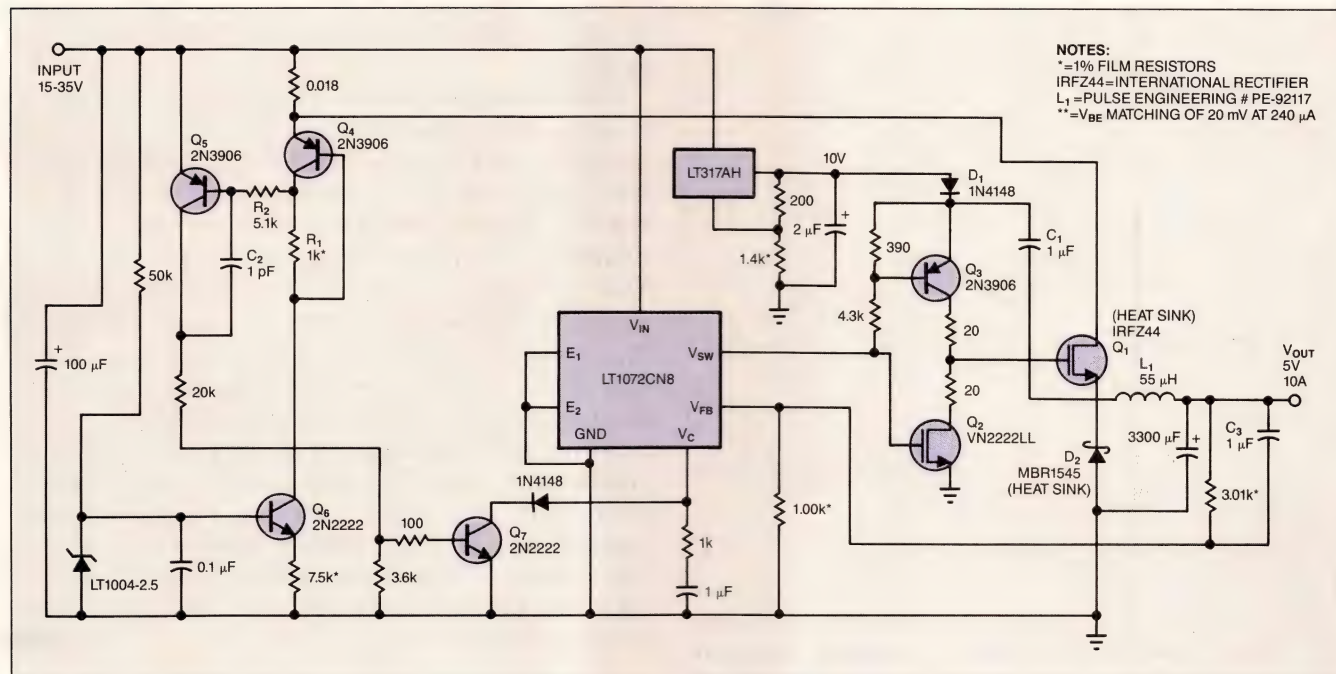 INPUT
15-35V
100 µF
+
50k
Q5
2N3906
0.018
Q4
2N3906
R2
5.1k
C2
1 pF
R1
1k*
20k
LT1004-2.5
0.1 µF
Q6
2N2222
7.5k*
3.6k
100
Q7
2N2222
1N4148
1k
1 µF
VIN
E1
E2
GND
LT1072CN8
VSW
VFB
VC
LT317AH
200
1.4k*
10V
2 µF
+
D1
1N4148
390
4.3k
Q3
2N3906
20
20
Q2
VN2222LL
1.00k*
C1
1 µF
(HEAT SINK)
IRFZ44
Q1
L1
55 µH
D2
MBR1545
(HEAT SINK)
3300 µF
+
3.01k*
C3
1 µF
VOUT
5V
10A
NOTES:
*=1% FILM RESISTORS
IRFZ44=INTERNATIONAL RECTIFIER
L1=PULSE ENGINEERING # PE-92117
**=VBE MATCHING OF 20 mV AT 240 µA